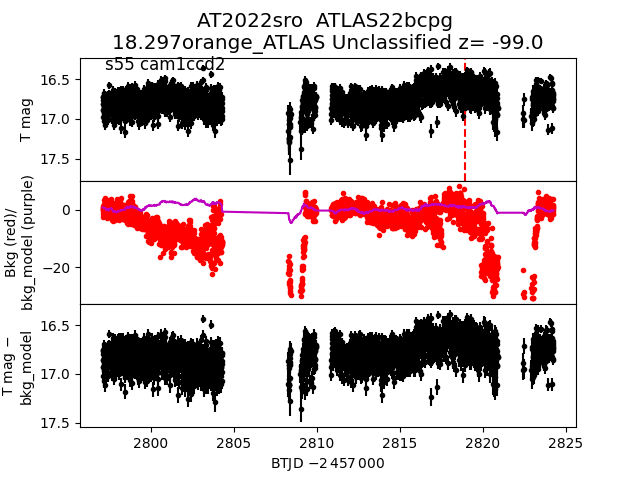 AT2022sro  ATLAS22bcpg
18.297orange_ATLAS Unclassified z= -99.0
s55 cam1ccd2
T mag
16.5
17.0
17.5
Bkg (red)/
bkg_model (purple)
0
−20
T mag −
bkg_model
16.5
17.0
17.5
2800 2805 2810 2815 2820 2825
BTJD −2 457 000